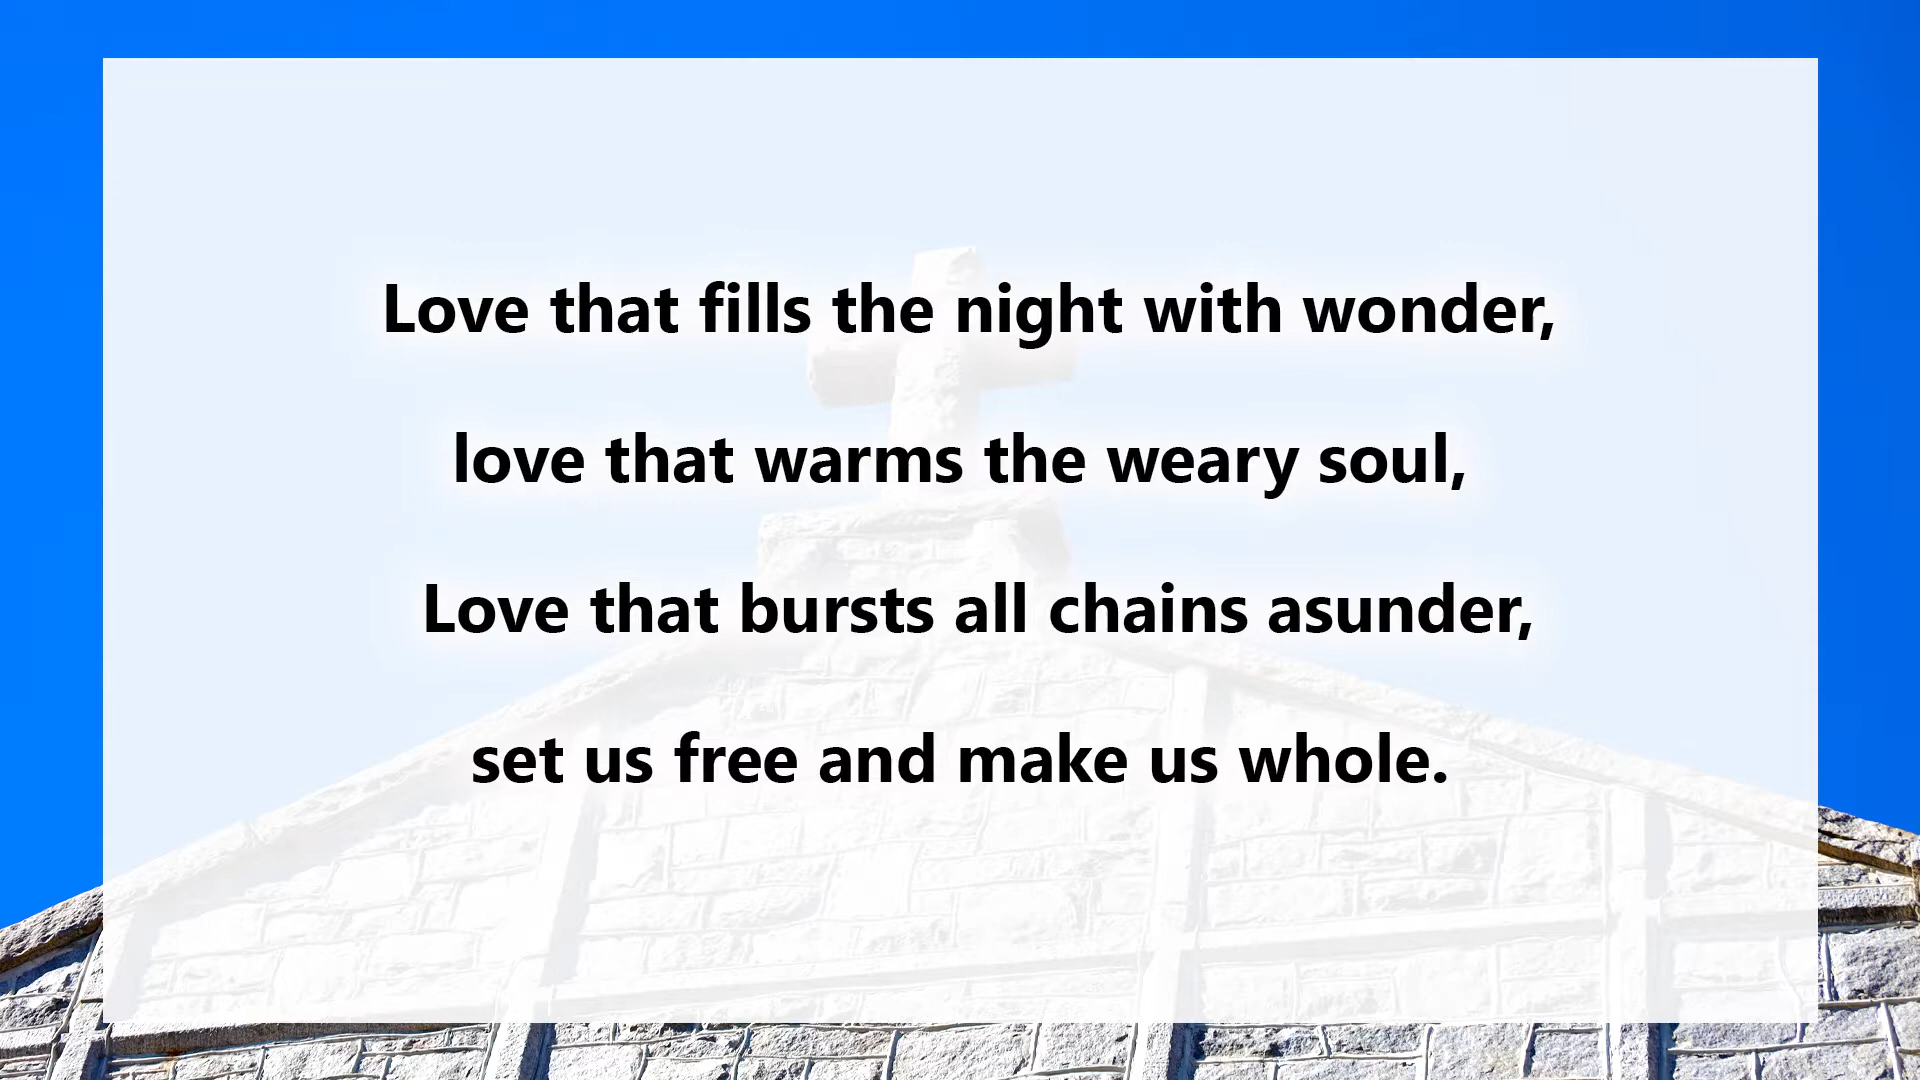 Love that fills the night with wonder,
love that warms the weary soul,
Love that bursts all chains asunder,
set us free and make us whole.